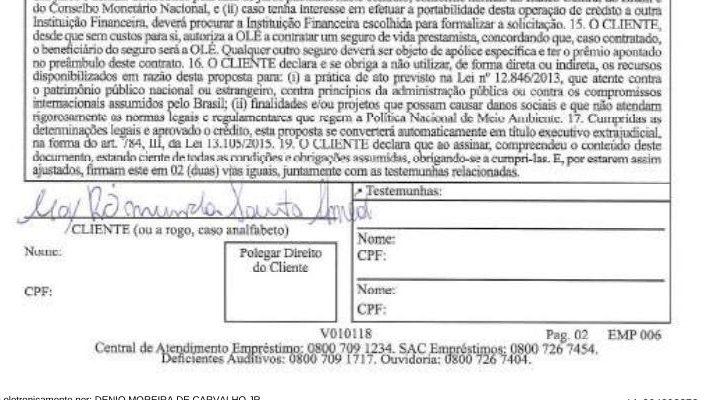 do Conselho Monetário Nacional, e (ii) caso tenha interesse em efetuar a portabilidade desta operação de crédito a outra
Instituição Financeira, deverá procurar a Instituição Financeira escolhida para formalizar a solicitação. 15. O CLIENTE,
desde que sem custos para si, autoriza a OLÉ a contratar um seguro de vida prestamista, concordando que, caso contratado,
o beneficiário do seguro será a OLÉ. Qualquer outro seguro deverá ser objeto de apólice específica e ter o prêmio apontado
no preâmbulo deste contrato. 16. O CLIENTE declara e se obriga a não utilizar, de forma direta ou indireta, os recursos
disponibilizados em razão desta proposta para: (i) a prática de ato previsto na Lei nº 12.846/2013, que atente contra
o patrimônio público nacional ou estrangeiro, contra princípios da administração pública ou contra os compromissos
internacionais assumidos pelo Brasil; (ii) finalidades e/ou projetos que possam causar danos sociais e que não atendam
rigorosamente as normas legais e regulamentares que regem a Política Nacional de Meio Ambiente. 17. Cumpridas as
determinações legais e aprovado o crédito, esta proposta se converterá automaticamente em título executivo extrajudicial,
na forma do art. 784, III, da Lei 13.105/2015. 19. O CLIENTE declara que ao assinar, compreendeu o conteúdo deste
documento, estando ciente de todas as condições e obrigações assumidas, obrigando-se a cumpri-las. E, por estarem assim
ajustados, firmam este em 02 (duas) vias iguais, juntamente com as testemunhas relacionadas.
Testemunhas:
Santo
CLIENTE (ou a rogo, caso analfabeto)
Nome:
CPF:
Polegar Direito
do Cliente
Nome:
CPF:
Nome:
CPF:
V010118
Pag. 02 EMP 006
Central de Atendimento Empréstimo: 0800 709 1234. SAC Empréstimos: 0800 726 7454.
Deficientes Auditivos: 0800 709 1717. Ouvidoria: 0800 726 7404.
DENIO MOREIRA DE CARVALHO JR